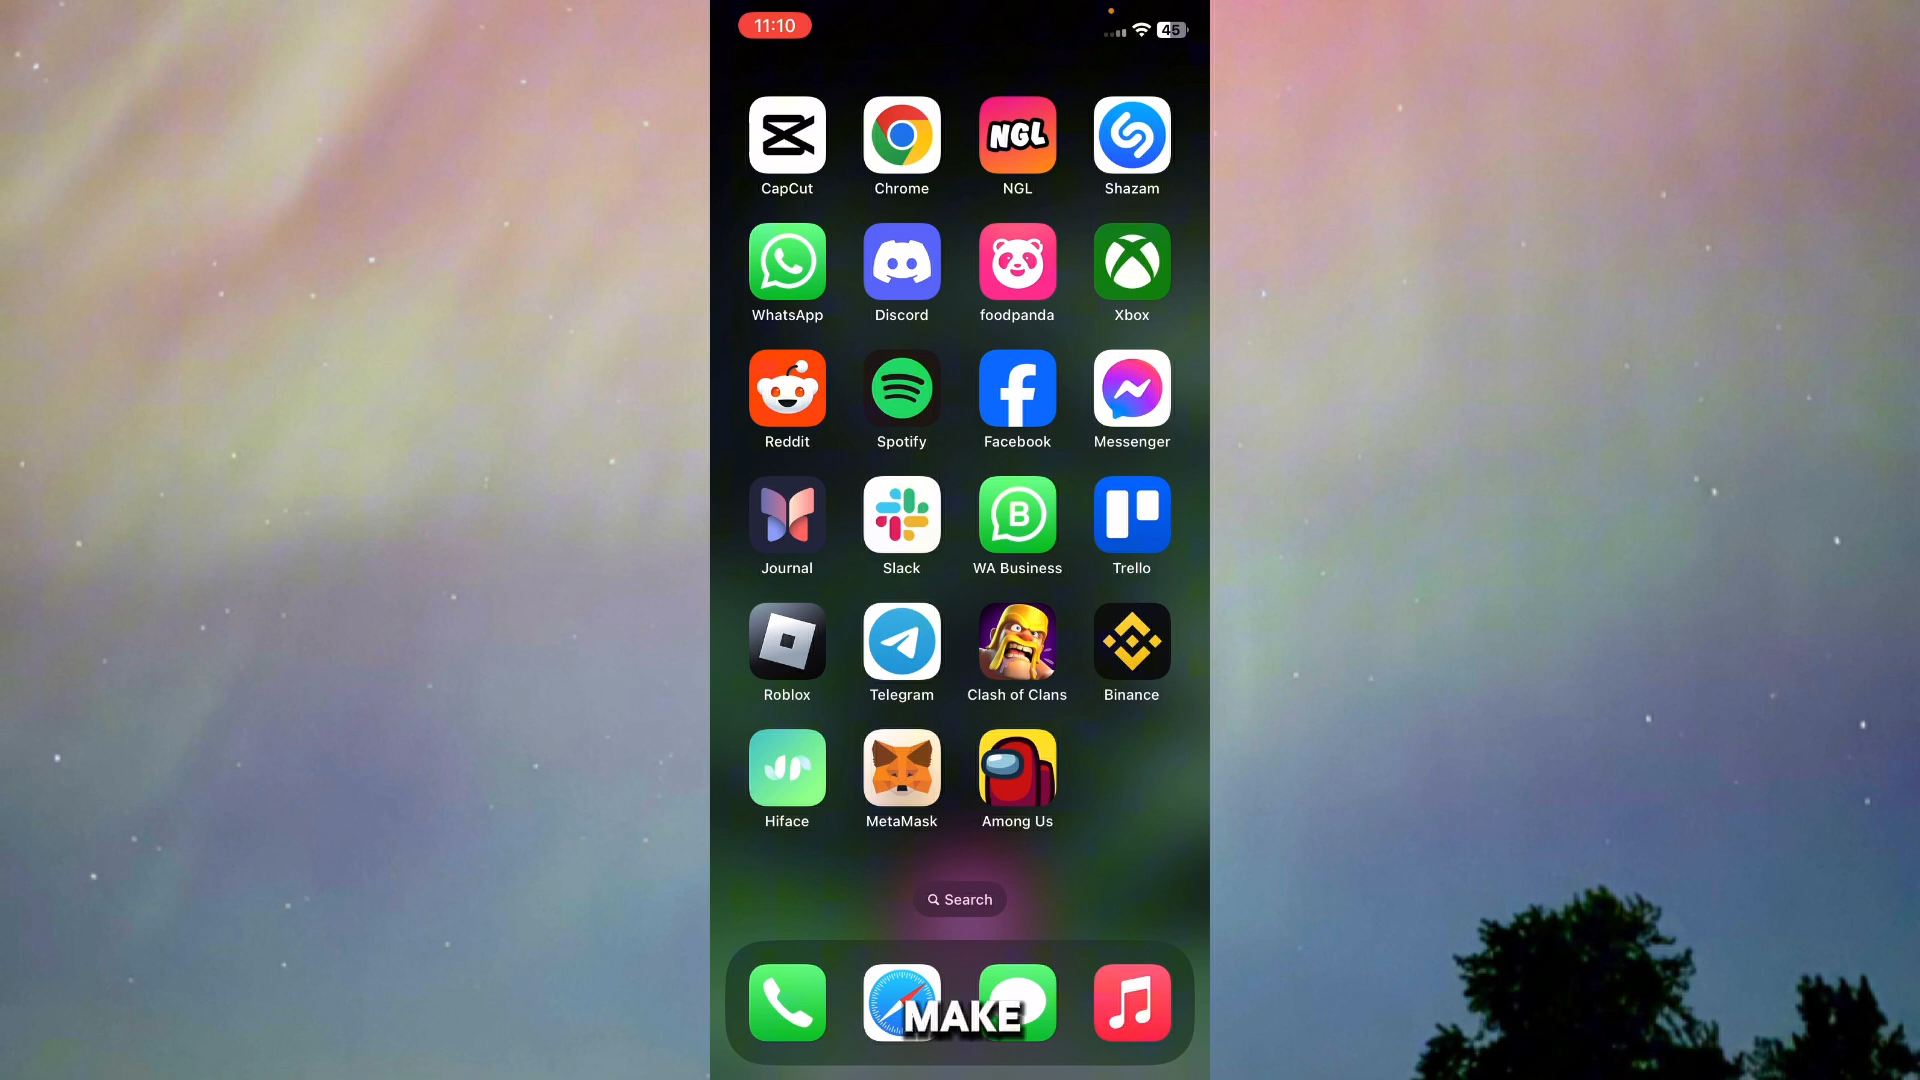 11:10
45
NGL
CapCut Chrome NGL Shazam
WhatsApp Discord foodpanda Xbox
Reddit Spotify Facebook Messenger
B
Journal Slack WA Business Trello
Roblox Telegram Clash of Clans Binance
Hiface MetaMask Among Us
Search
MAKE